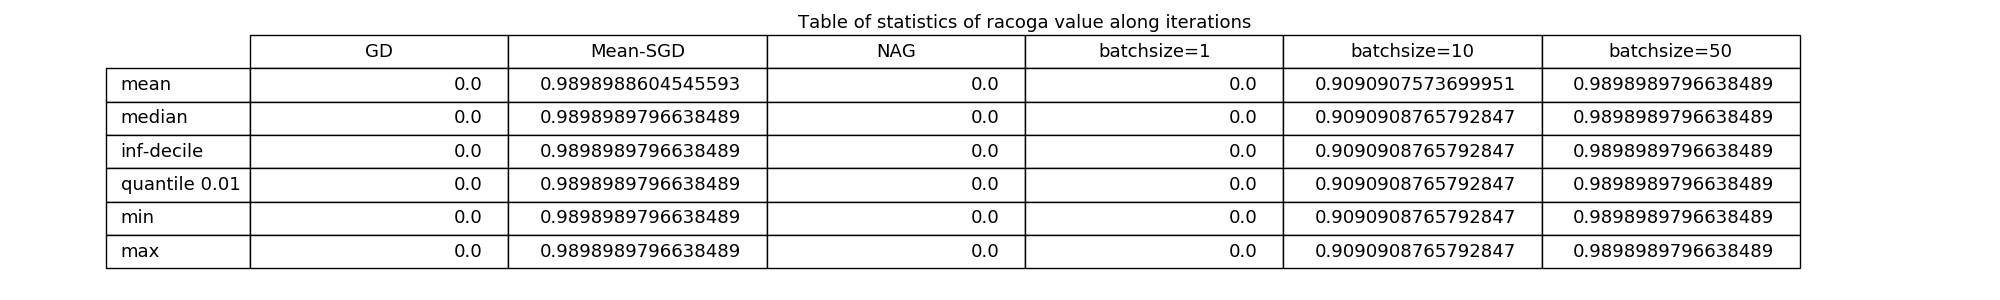 Table of statistics of racoga value along iterations
GD Mean-SGD NAG batchsize=1 batchsize=10 batchsize=50
mean 0.0 0.9898988604545593 0.0 0.0 0.9090907573699951 0.9898989796638489
median 0.0 0.9898989796638489 0.0 0.0 0.9090908765792847 0.9898989796638489
inf-decile 0.0 0.9898989796638489 0.0 0.0 0.9090908765792847 0.9898989796638489
quantile 0.01 0.0 0.9898989796638489 0.0 0.0 0.9090908765792847 0.9898989796638489
min 0.0 0.9898989796638489 0.0 0.0 0.9090908765792847 0.9898989796638489
max 0.0 0.9898989796638489 0.0 0.0 0.9090908765792847 0.9898989796638489